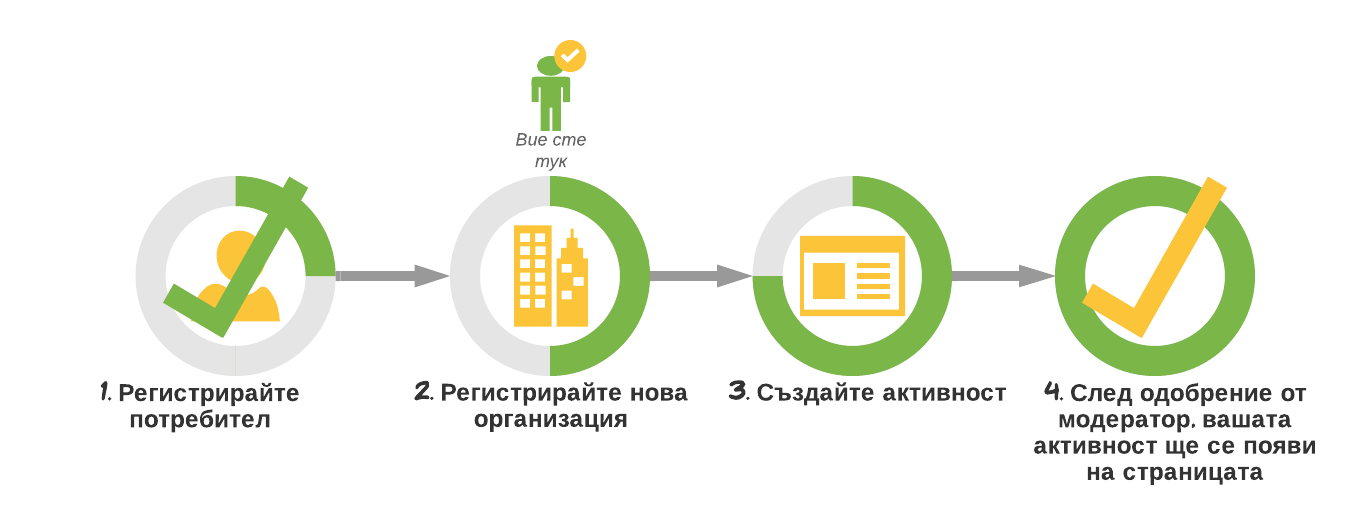 Вие сте
тук
1. Регистрирайте
потребител
2. Регистрирайте нова
организация
3. Създайте активност
4. След одобрение от
модератор, вашата
активност ще се появи
на страницата